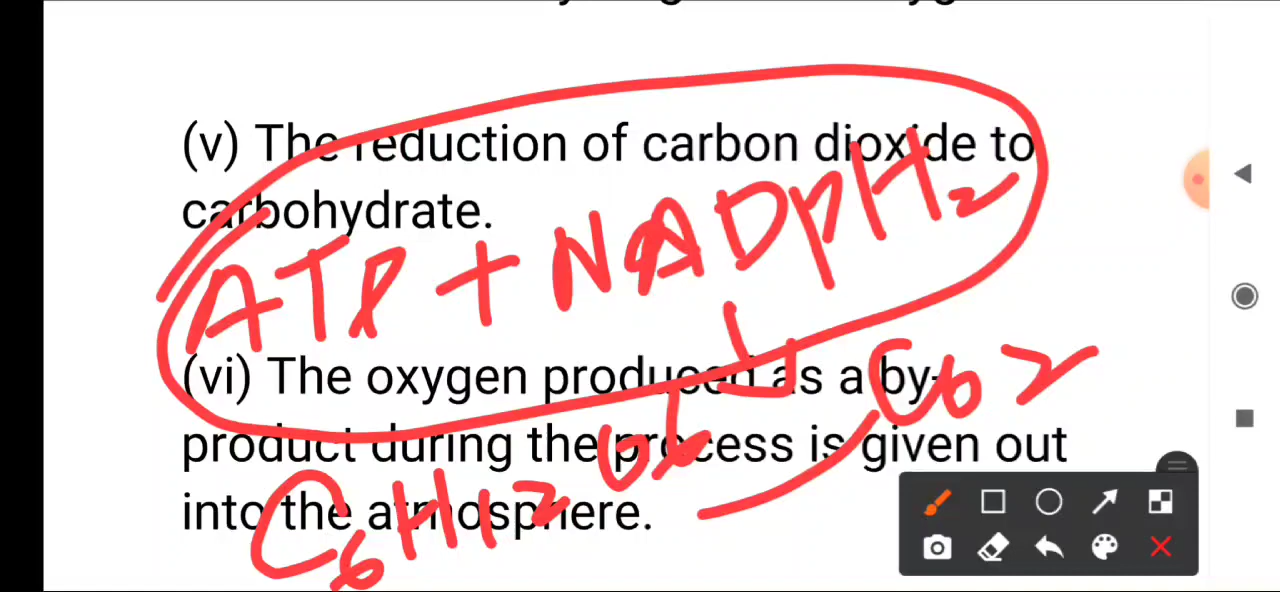 (v) The reduction of carbon dioxide to
carbohydrate.
ATP + NADPH2
(vi) The oxygen produced as a by-
product during the process is given out
into the atmosphere.
CO2
C6H12O6